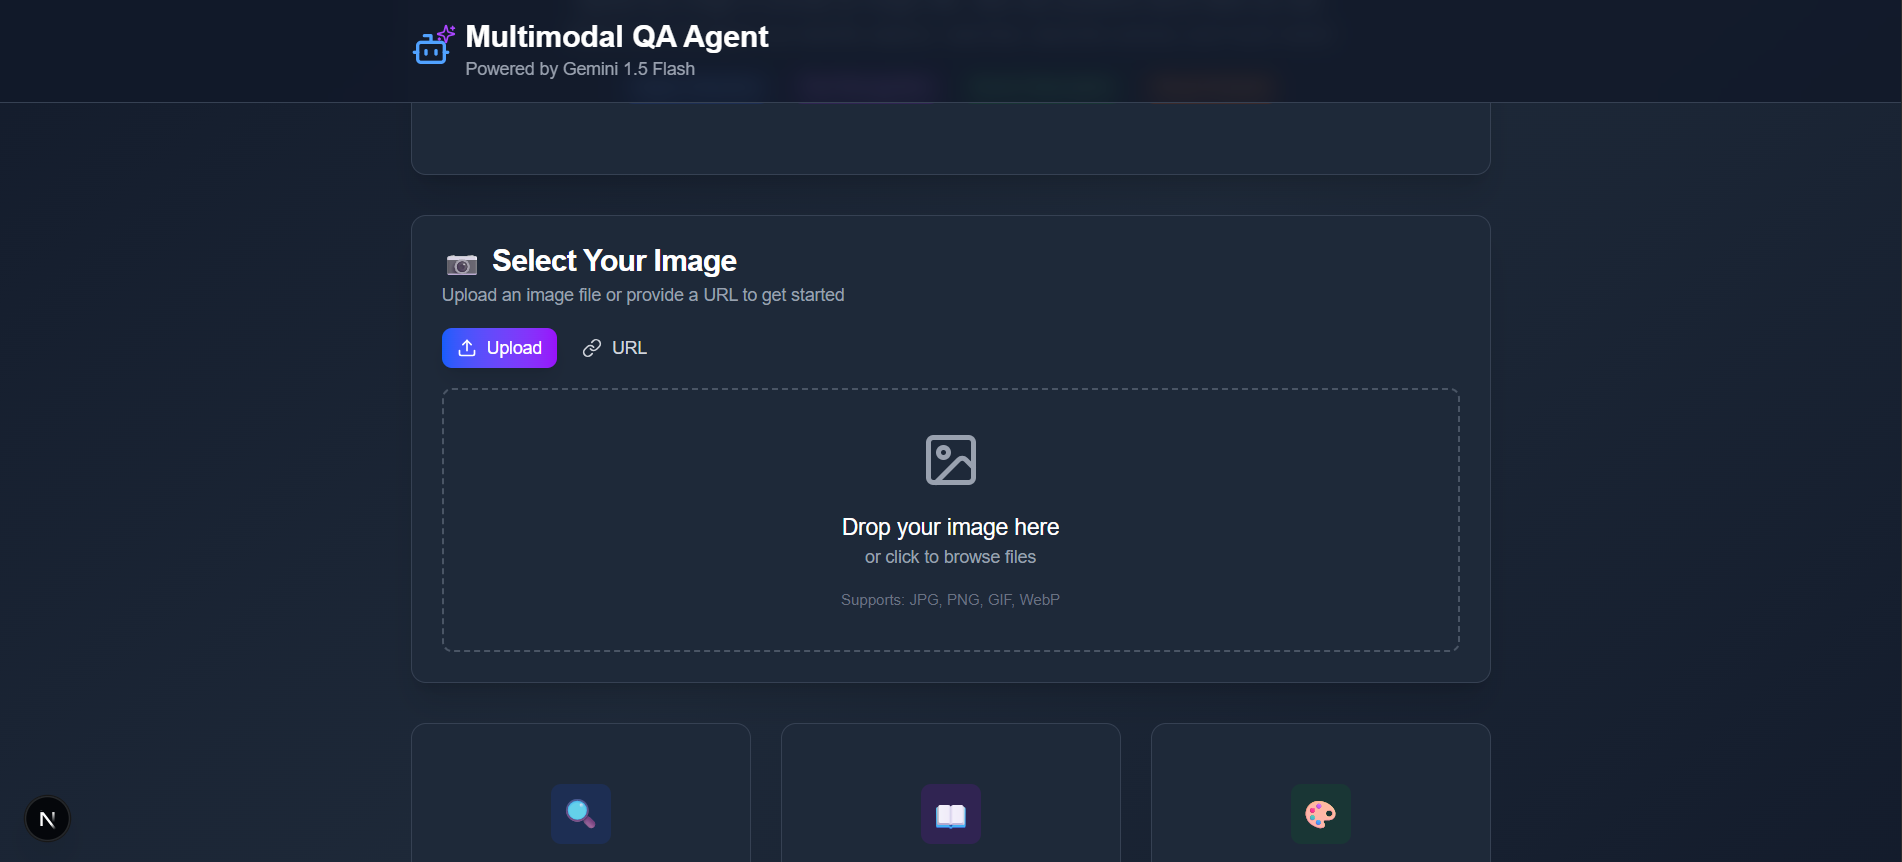 Multimodal QA Agent
Powered by Gemini 1.5 Flash
Select Your Image
Upload an image file or provide a URL to get started
Upload
URL
Drop your image here
or click to browse files
Supports: JPG, PNG, GIF, WebP
N